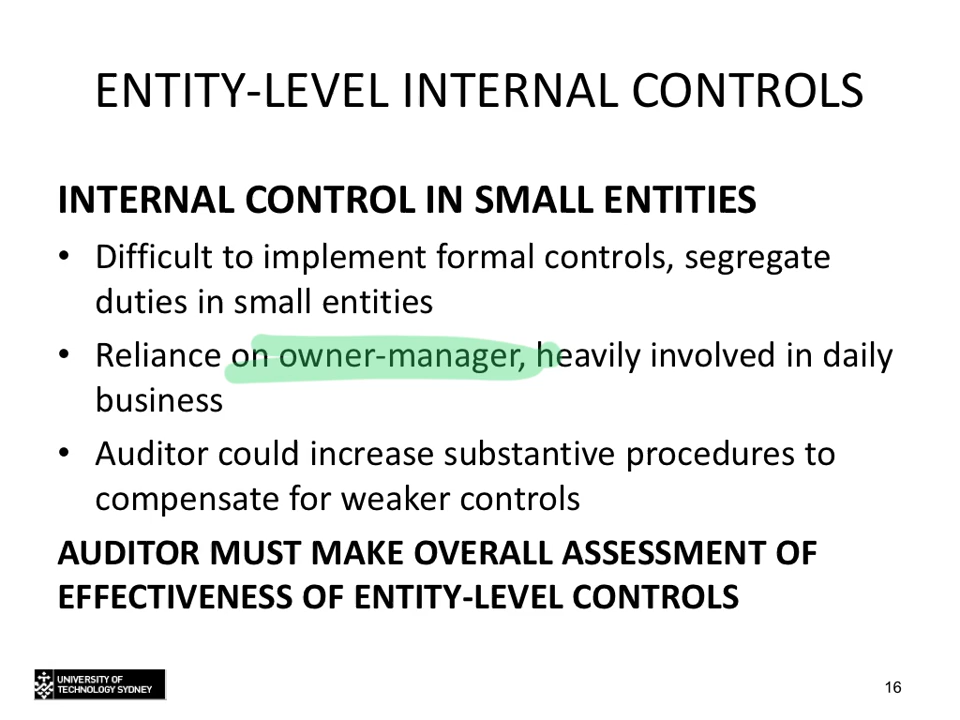 ENTITY-LEVEL INTERNAL CONTROLS
INTERNAL CONTROL IN SMALL ENTITIES
• Difficult to implement formal controls, segregate
duties in small entities
• Reliance on owner-manager, heavily involved in daily
business
• Auditor could increase substantive procedures to
compensate for weaker controls
AUDITOR MUST MAKE OVERALL ASSESSMENT OF
EFFECTIVENESS OF ENTITY-LEVEL CONTROLS
UNIVERSITY OF
TECHNOLOGY SYDNEY
16